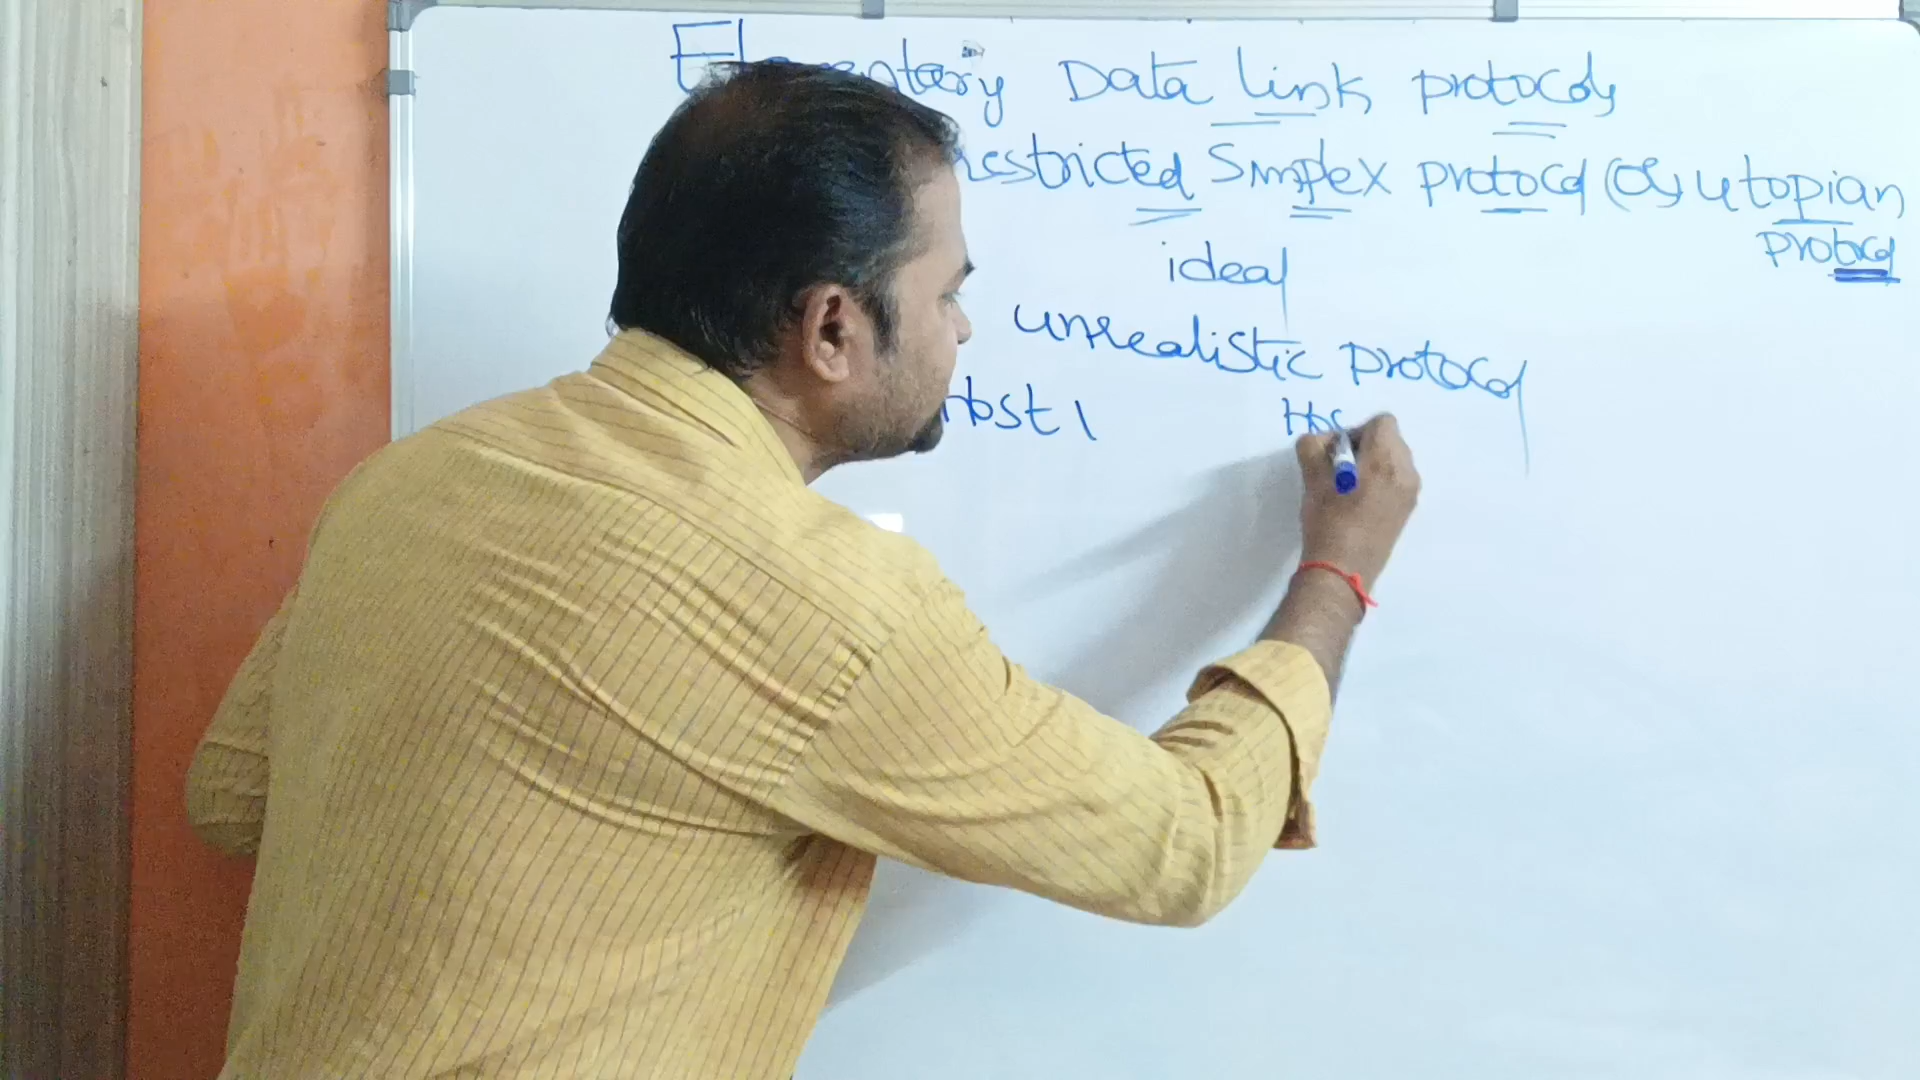 Elementary Data Link protocols
restricted Simplex protocol (or) utopian
protocol
ideal
unrealistic protocol
Host 1 Hos